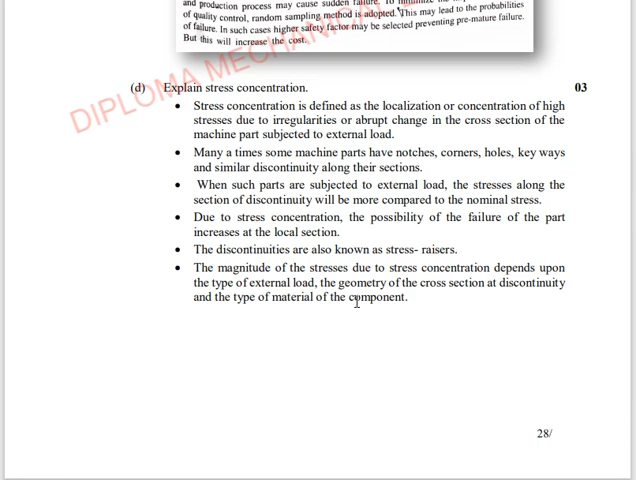 and production process may cause sudden failure. To minimize the
of quality control, random sampling method is adopted. This may lead to the probabilities
of failure. In such cases higher safety factor may be selected preventing pre-mature failure.
But this will increase the cost.
DIPLOMA MECHANICAL
(d) Explain stress concentration. 03
• Stress concentration is defined as the localization or concentration of high
stresses due to irregularities or abrupt change in the cross section of the
machine part subjected to external load.
• Many a times some machine parts have notches, corners, holes, key ways
and similar discontinuity along their sections.
• When such parts are subjected to external load, the stresses along the
section of discontinuity will be more compared to the nominal stress.
• Due to stress concentration, the possibility of the failure of the part
increases at the local section.
• The discontinuities are also known as stress- raisers.
• The magnitude of the stresses due to stress concentration depends upon
the type of external load, the geometry of the cross section at discontinuity
and the type of material of the component.
28/